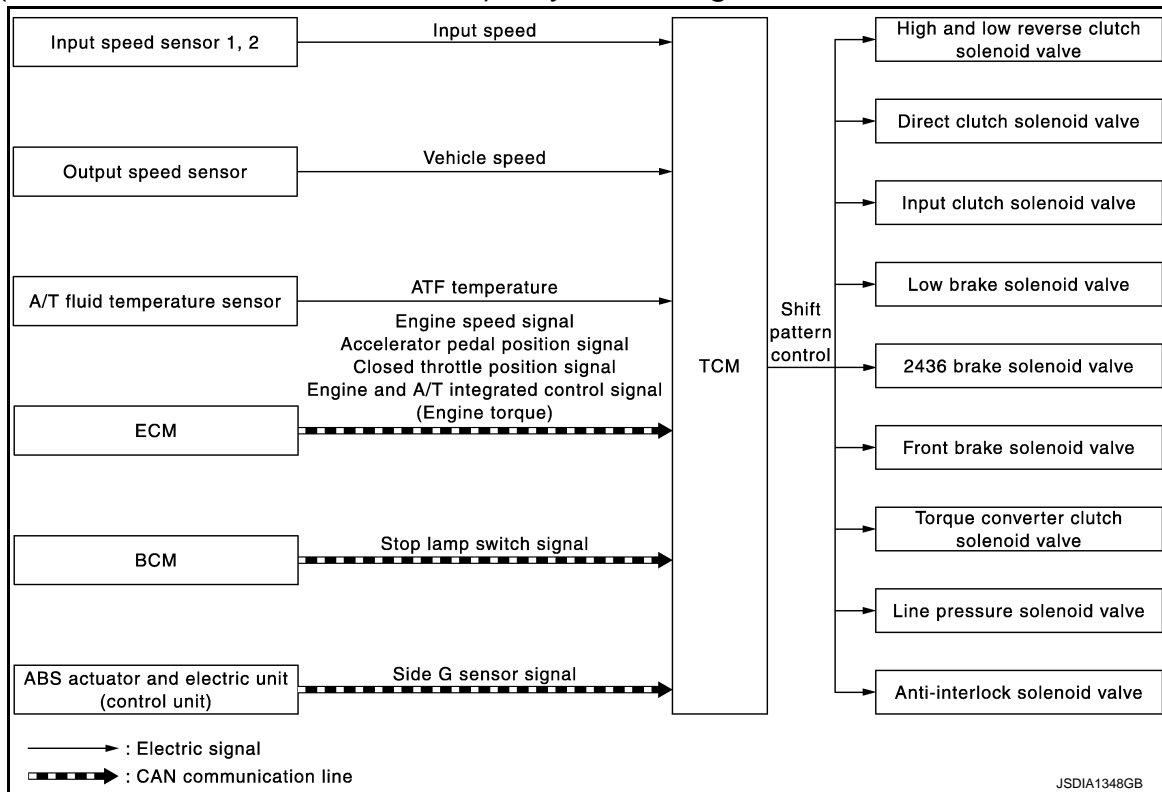 Input speed sensor 1, 2
Input speed
Output speed sensor
Vehicle speed
A/T fluid temperature sensor
ATF temperature
Engine speed signal
Accelerator pedal position signal
Closed throttle position signal
Engine and A/T integrated control signal
(Engine torque)
ECM
BCM
Stop lamp switch signal
ABS actuator and electric unit
(control unit)
Side G sensor signal
TCM
Shift
pattern
control
High and low reverse clutch
solenoid valve
Direct clutch solenoid valve
Input clutch solenoid valve
Low brake solenoid valve
2436 brake solenoid valve
Front brake solenoid valve
Torque converter clutch
solenoid valve
Line pressure solenoid valve
Anti-interlock solenoid valve
: Electric signal
: CAN communication line
JSDIA1348GB